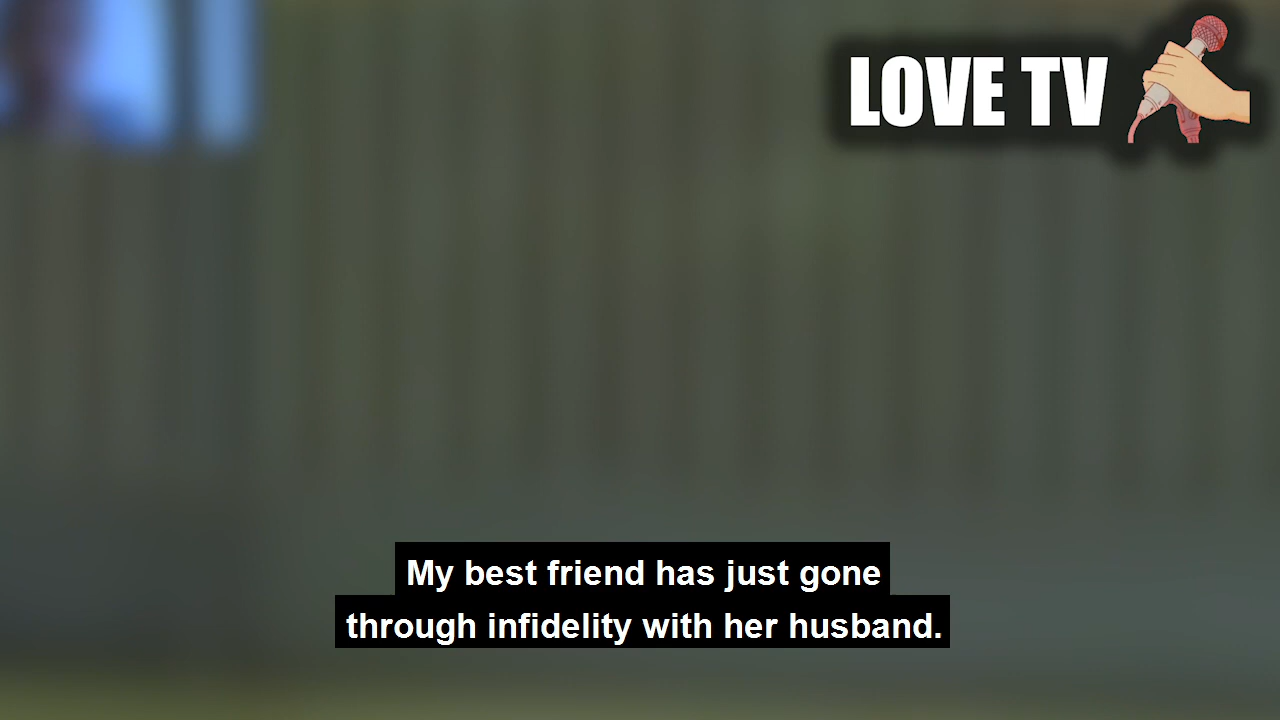 LOVE TV
My best friend has just gone
through infidelity with her husband.